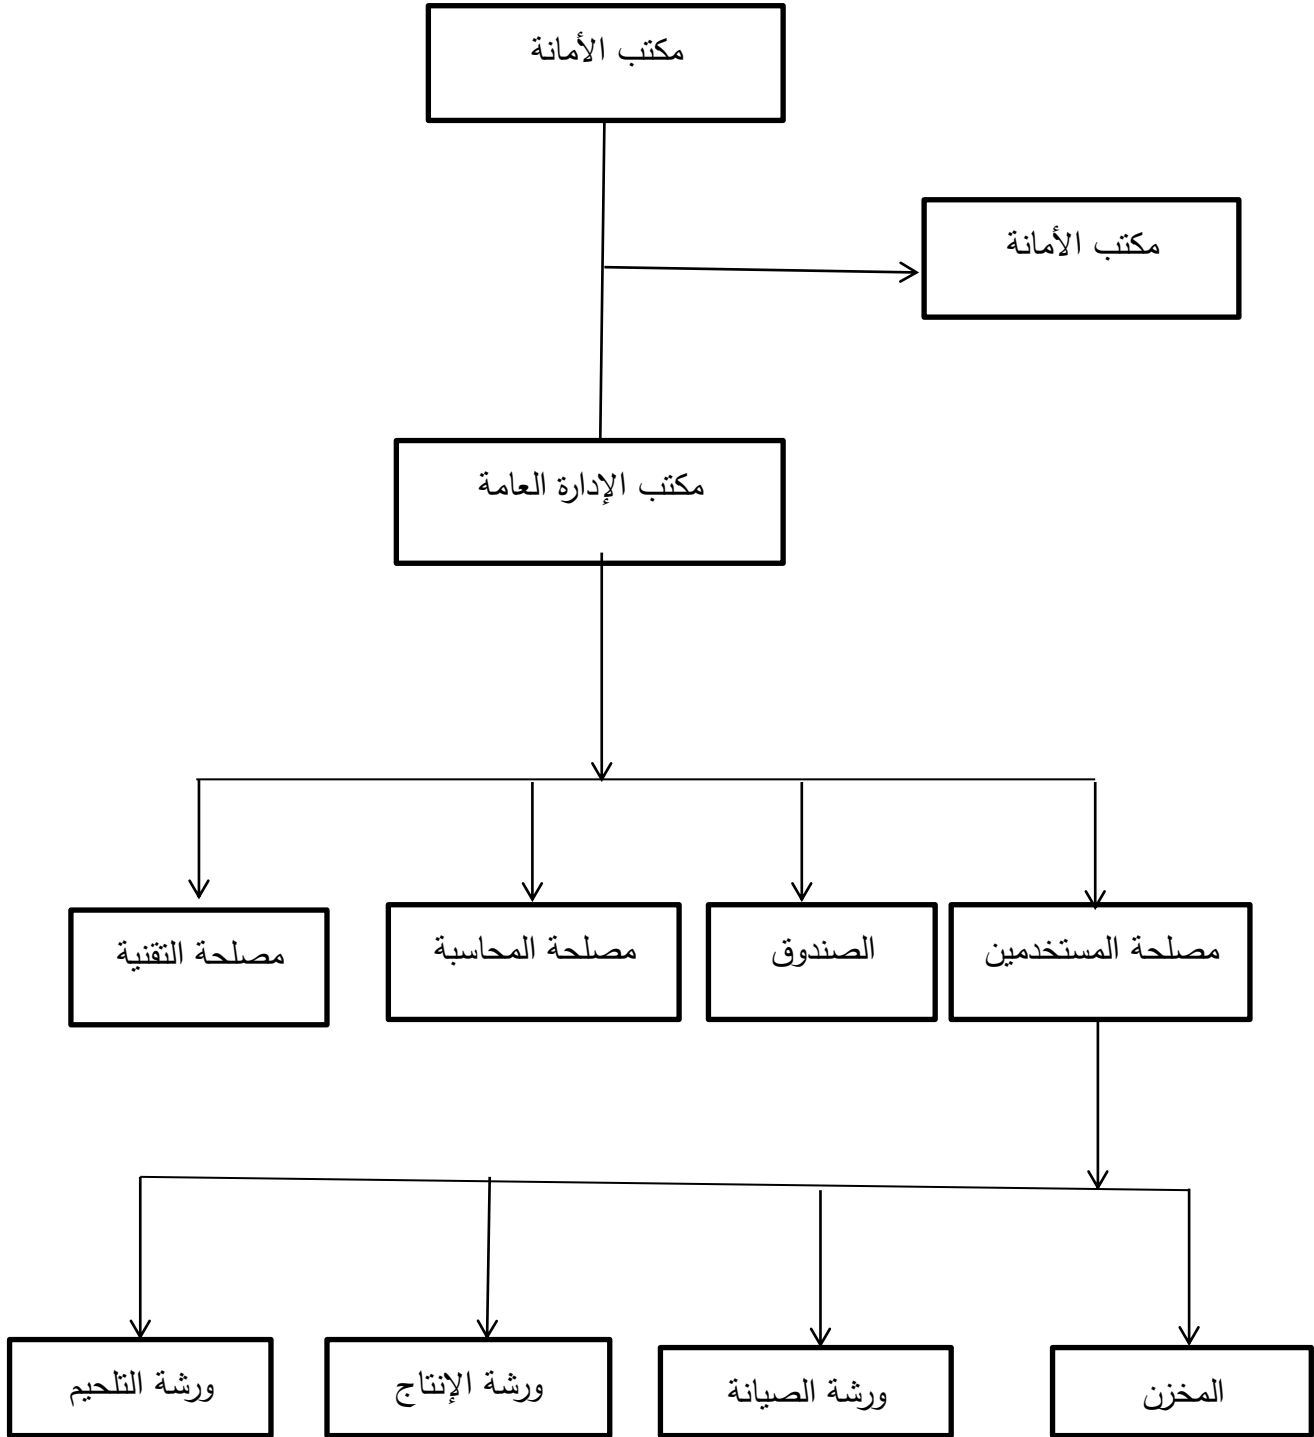 مكتب الأمانة
مكتب الأمانة
مكتب الإدارة العامة
مصلحة المستخدمين
الصندوق
مصلحة المحاسبة
مصلحة التقنية
المخزن
ورشة الصيانة
ورشة الإنتاج
ورشة التلحيم